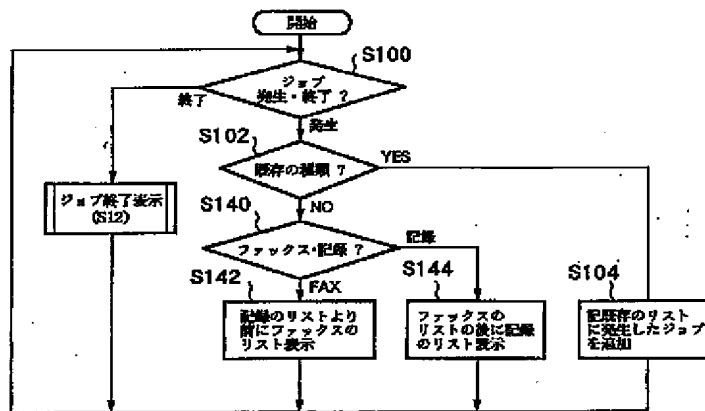 開始
S100
ジョブ
発生・終了 ?
終了
発生
S102
既存の種類 ?
YES
NO
ジョブ終了表示
(S12)
S140
ファックス・記録 ?
記録
FAX
S142
記録のリストより
前にファックスの
リスト表示
S144
ファックスの
リストの後に記録
のリスト表示
S104
記既存のリスト
に発生したジョブ
を追加